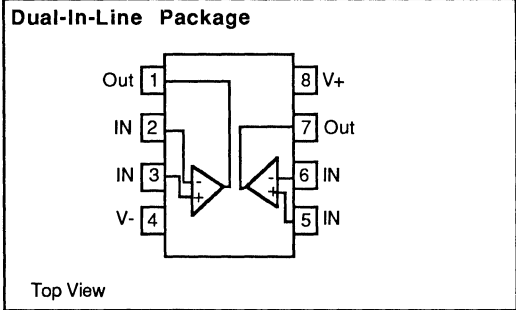 Dual-In-Line Package
Out 1 8 V+
IN 2 7 Out
IN 3 - + - + 6 IN
V- 4 5 IN
Top View